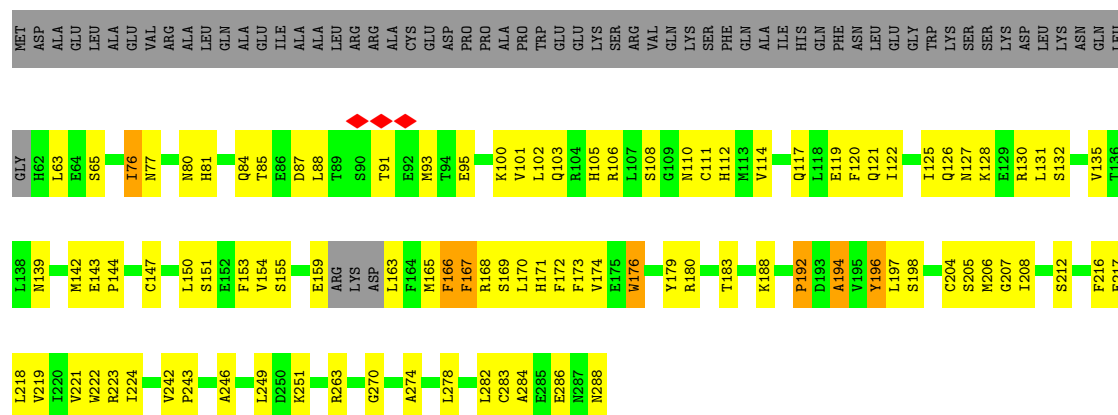 MET ASP ALA GLU LEU ALA GLU VAL ARG ALA LEU GLN ALA GLU ILE ALA ALA LEU ARG ARG ALA CYS GLU ASP PRO PRO ALA PRO TRP GLU GLU LYS SER ARG VAL GLN LYS SER PHE GLN ALA ILE HIS GLN PHE ASN LEU GLU GLY TRP LYS SER SER LYS ASP LEU LYS ASN GLN LEU
GLY H62 L63 E64 S65 I76 N77 N80 H81 Q84 T85 E86 D87 L88 T89 S90 T91 E92 M93 T94 E95 K100 V101 L102 Q103 R104 H105 R106 L107 S108 G109 N110 C111 H112 M113 V114 Q117 L118 E119 F120 Q121 I122 I125 Q126 N127 K128 E129 R130 L131 S132 V135 T136
L138 N139 M142 E143 P144 C147 L150 S151 E152 F153 V154 S155 E159 ARG LYS ASP L163 F164 M165 F166 F167 R168 S169 L170 H171 F172 F173 V174 E175 W176 Y179 R180 T183 K188 P192 D193 A194 V195 Y196 L197 S198 C204 S205 M206 G207 I208 S212 F216
L218 V219 I220 V221 W222 R223 I224 V242 P243 A246 L249 D250 K251 R263 G270 A274 L278 L282 C283 A284 E285 E286 N287 N288